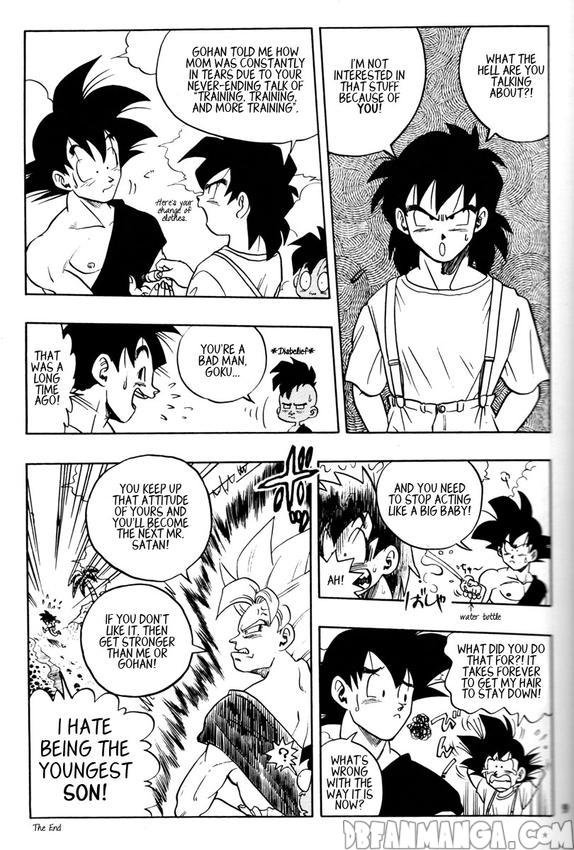 WHAT THE
HELL ARE YOU
TALKING
ABOUT?!
I'M NOT
INTERESTED IN
THAT STUFF
BECAUSE OF
YOU!
GOHAN TOLD ME HOW
MOM WAS CONSTANTLY
IN TEARS DUE TO YOUR
NEVER-ENDING TALK OF
"TRAINING, TRAINING,
AND MORE TRAINING".
Here's your
change of
clothes.
*Disbelief*
YOU'RE A
BAD MAN,
GOKU...
THAT
WAS A
LONG
TIME
AGO!
AND YOU NEED
TO STOP ACTING
LIKE A BIG BABY!
AH!
ばしゃ
water bottle
WHAT DID YOU DO
THAT FOR?! IT
TAKES FOREVER
TO GET MY HAIR
TO STAY DOWN!
WHAT'S
WRONG WITH
THE WAY IT
IS NOW?
YOU KEEP UP
THAT ATTITUDE
OF YOURS AND
YOU'LL BECOME
THE NEXT MR.
SATAN!
IF YOU DON'T
LIKE IT, THEN
GET STRONGER
THAN ME OR
GOHAN!
?
I HATE
BEING THE
YOUNGEST
SON!
The End
DBFANMANGA.COM